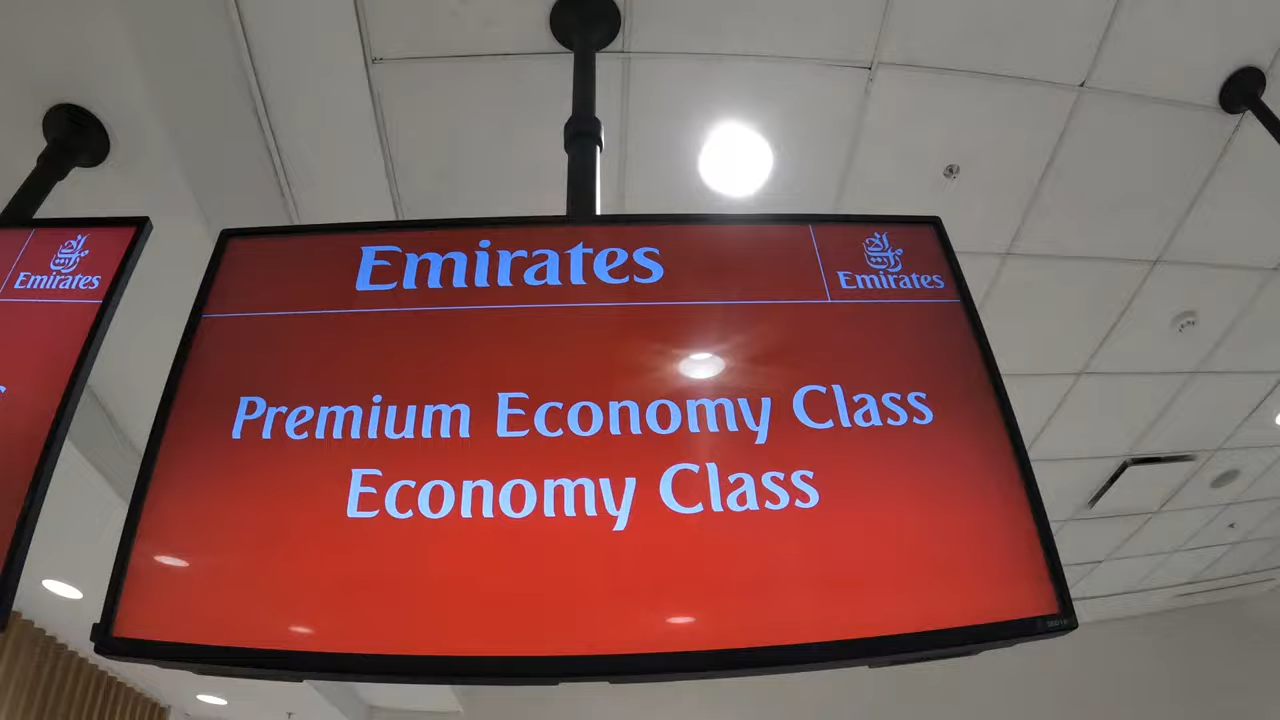 Emirates
Emirates
Emirates
Premium Economy Class
Economy Class